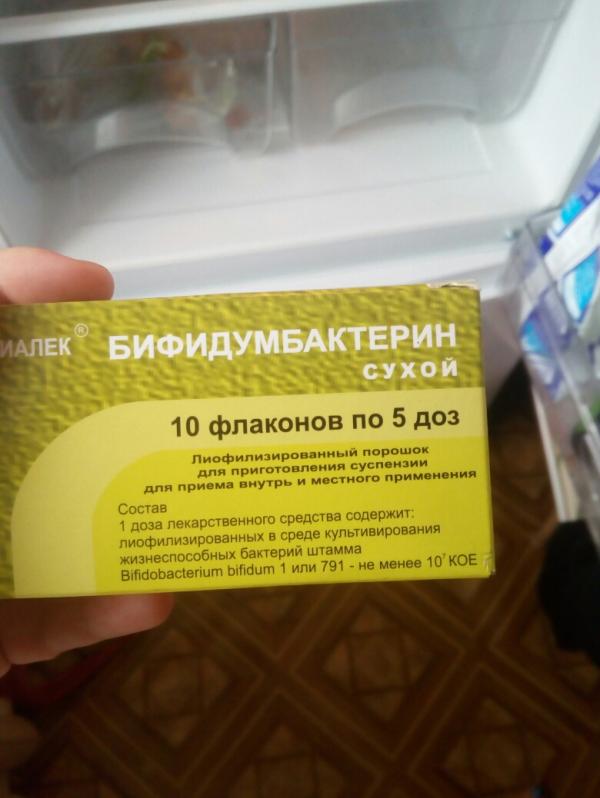 ИАЛЕК® БИФИДУМБАКТЕРИН
СУХОЙ
10 флаконов по 5 доз
Лиофилизированный порошок
для приготовления суспензии
для приема внутрь и местного применения
Состав
1 доза лекарственного средства содержит:
лиофилизированных в среде культивирования
жизнеспособных бактерий штамма
Bifidobacterium bifidum 1 или 791 - не менее 10⁷ КОЕ